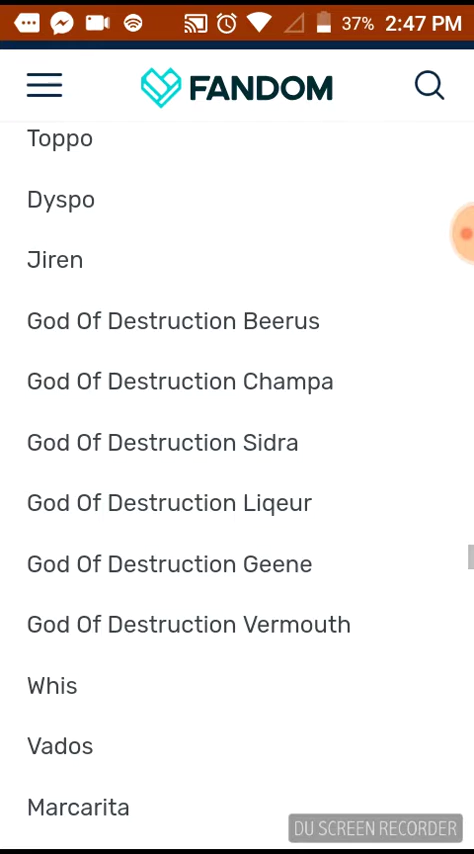 37% 2:47 PM
FANDOM
Toppo
Dyspo
Jiren
God Of Destruction Beerus
God Of Destruction Champa
God Of Destruction Sidra
God Of Destruction Liqeur
God Of Destruction Geene
God Of Destruction Vermouth
Whis
Vados
Marcarita
DU SCREEN RECORDER